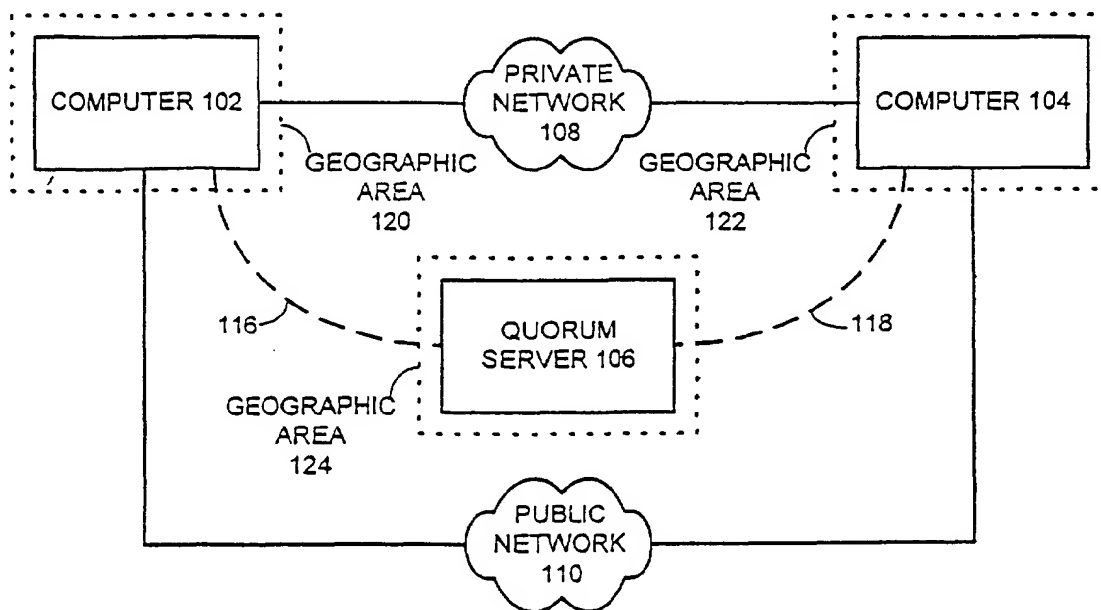 COMPUTER 102
PRIVATE
NETWORK
108
COMPUTER 104
GEOGRAPHIC
AREA
120
GEOGRAPHIC
AREA
122
116
QUORUM
SERVER 106
118
GEOGRAPHIC
AREA
124
PUBLIC
NETWORK
110